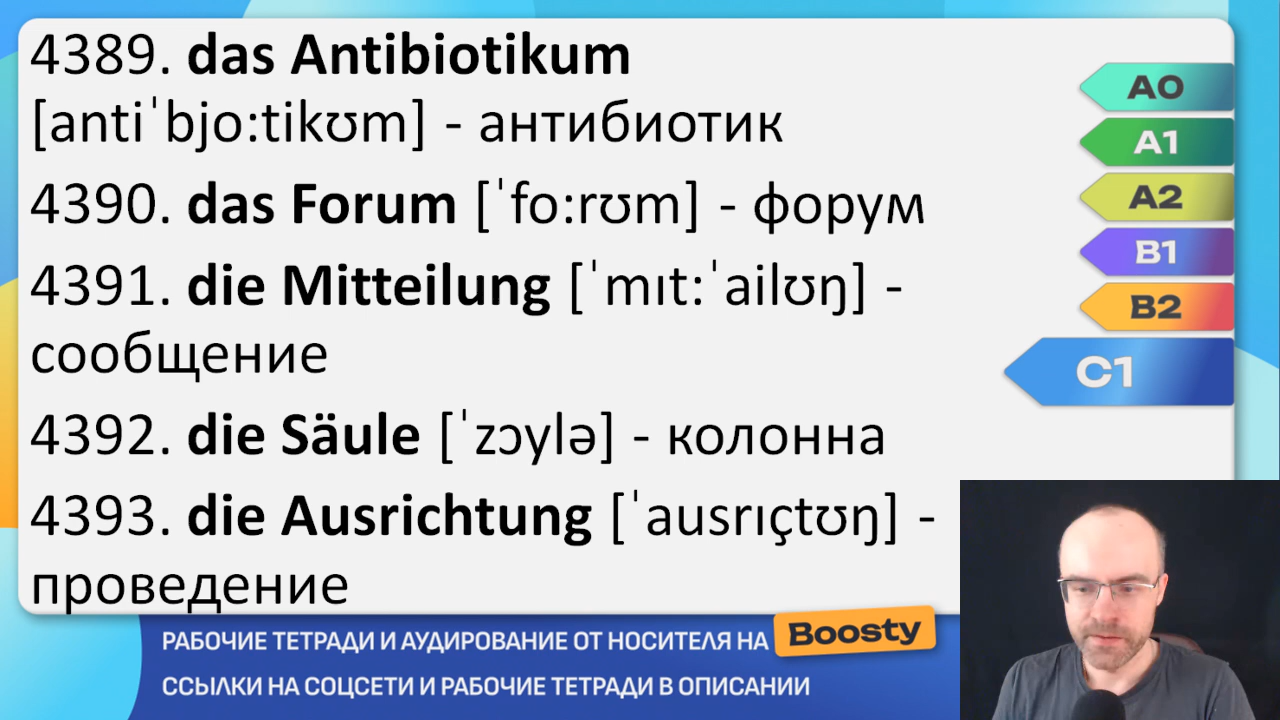 4389. das Antibiotikum
[antiˈbjo:tikʊm] - антибиотик
4390. das Forum [ˈfo:rʊm] - форум
4391. die Mitteilung [ˈmıt:ˈailʊŋ] -
сообщение
4392. die Säule [ˈzɔylə] - колонна
4393. die Ausrichtung [ˈausrıçtʊŋ] -
проведение
A0
A1
A2
B1
B2
C1
РАБОЧИЕ ТЕТРАДИ И АУДИРОВАНИЕ ОТ НОСИТЕЛЯ НА Boosty
ССЫЛКИ НА СОЦСЕТИ И РАБОЧИЕ ТЕТРАДИ В ОПИСАНИИ